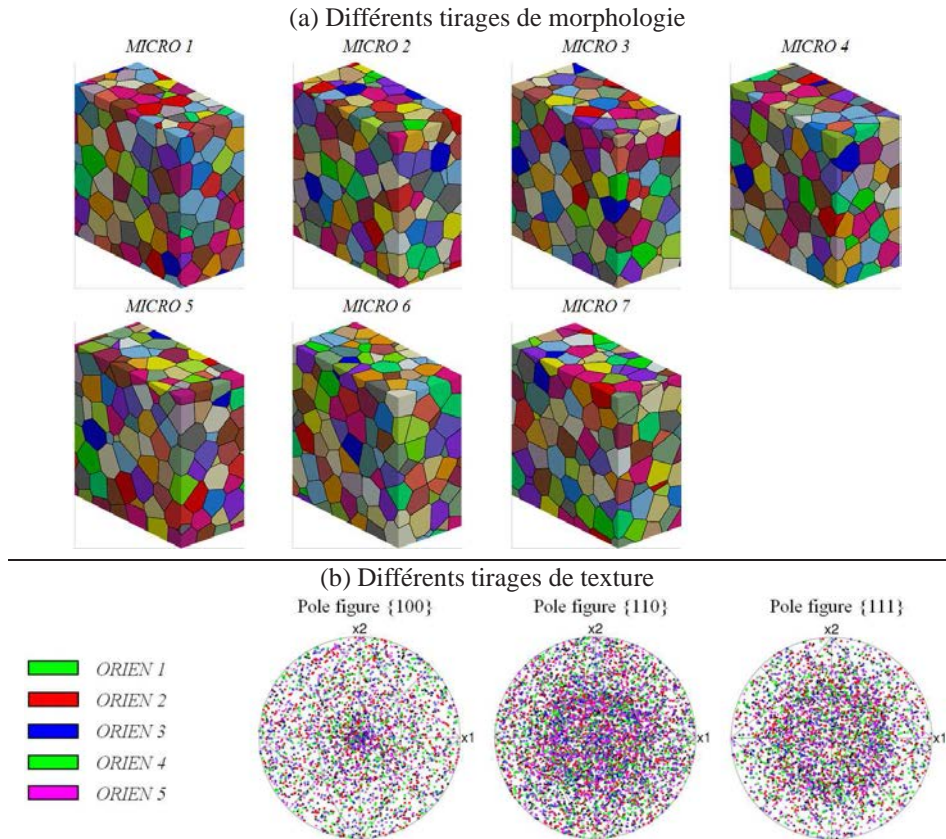 (a) Différents tirages de morphologie
MICRO 1 MICRO 2 MICRO 3 MICRO 4
MICRO 5 MICRO 6 MICRO 7
(b) Différents tirages de texture
Pole figure {100} Pole figure {110} Pole figure {111}
x2 x2 x2
x1 x1 x1
ORIEN 1
ORIEN 2
ORIEN 3
ORIEN 4
ORIEN 5